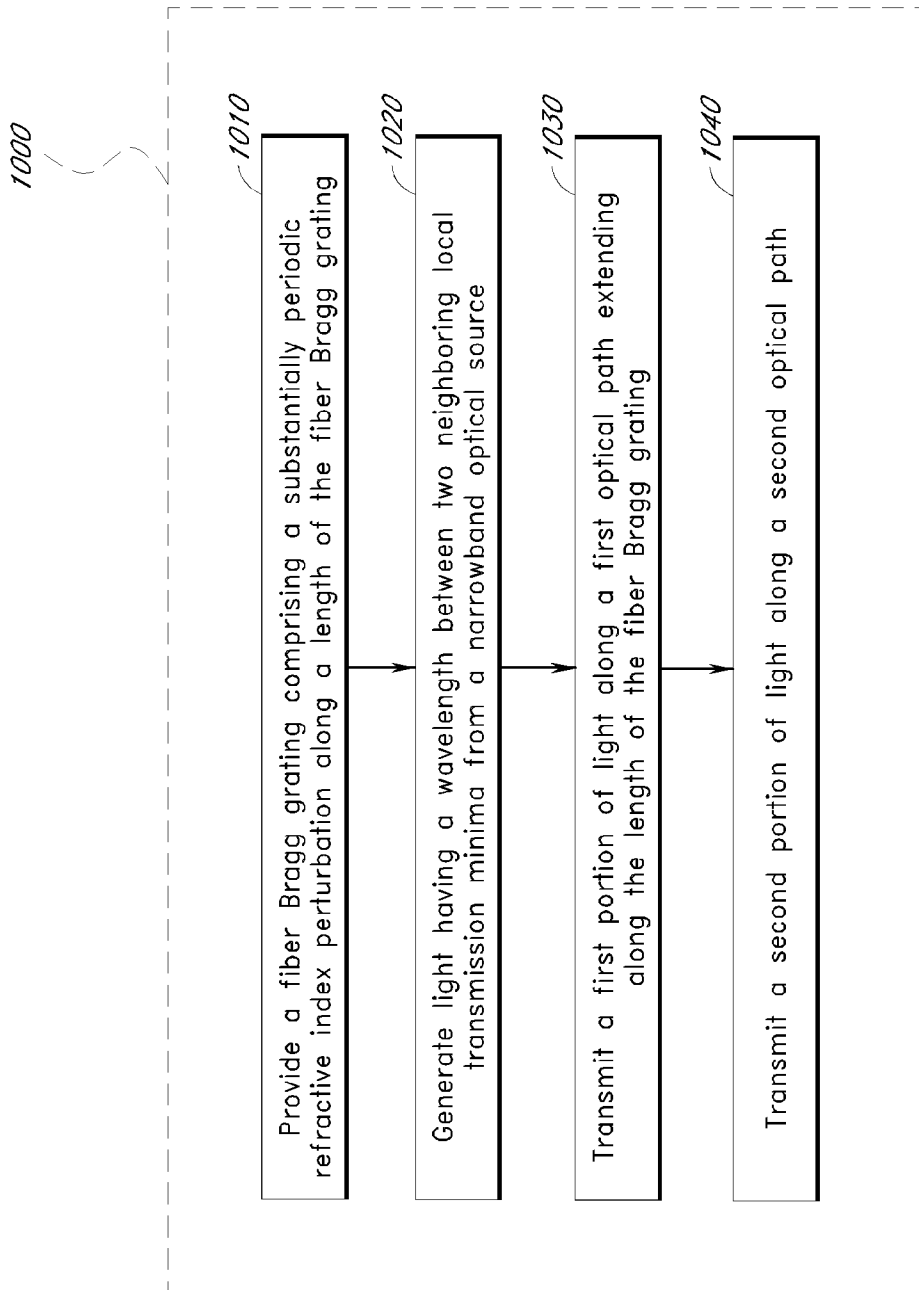 1000
1010
Provide a fiber Bragg grating comprising a substantially periodic
refractive index perturbation along a length of the fiber Bragg grating
1020
Generate light having a wavelength between two neighboring local
transmission minima from a narrowband optical source
1030
Transmit a first portion of light along a first optical path extending
along the length of the fiber Bragg grating
1040
Transmit a second portion of light along a second optical path